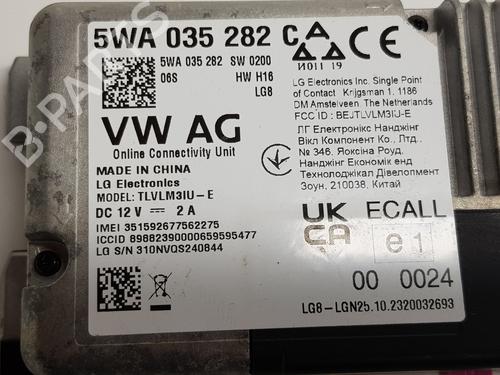 5WA 035 282 C
5WA 035 282 SW 0200
06S HW H16
LG8
VW AG
Online Connectivity Unit
MADE IN CHINA
LG Electronics
MODEL: TLVLM3IU-E
DC 12V 2 A
IMEI 351592677562275
ICCID 89882390000659595477
LG S/N 310NVQS240844
И011 19
LG Electronics Inc. Single Point
of Contact Krijgsman 1, 1186
DM Amstelveen The Netherlands
FCC ID : BEJTLVLM3IU-E
ЛГ Електронікс Нанджінг
Вікл Компонент Ко., Лтд.
№ 346, Яоксіна Роуд,
Нанджінг Економік енд
Технолоджікал Дівелопмент
Зоун, 210038, Китай
UK
CA
ECALL
e1
00 0024
LG8-LGN25.10.2320032693
B-PARTS